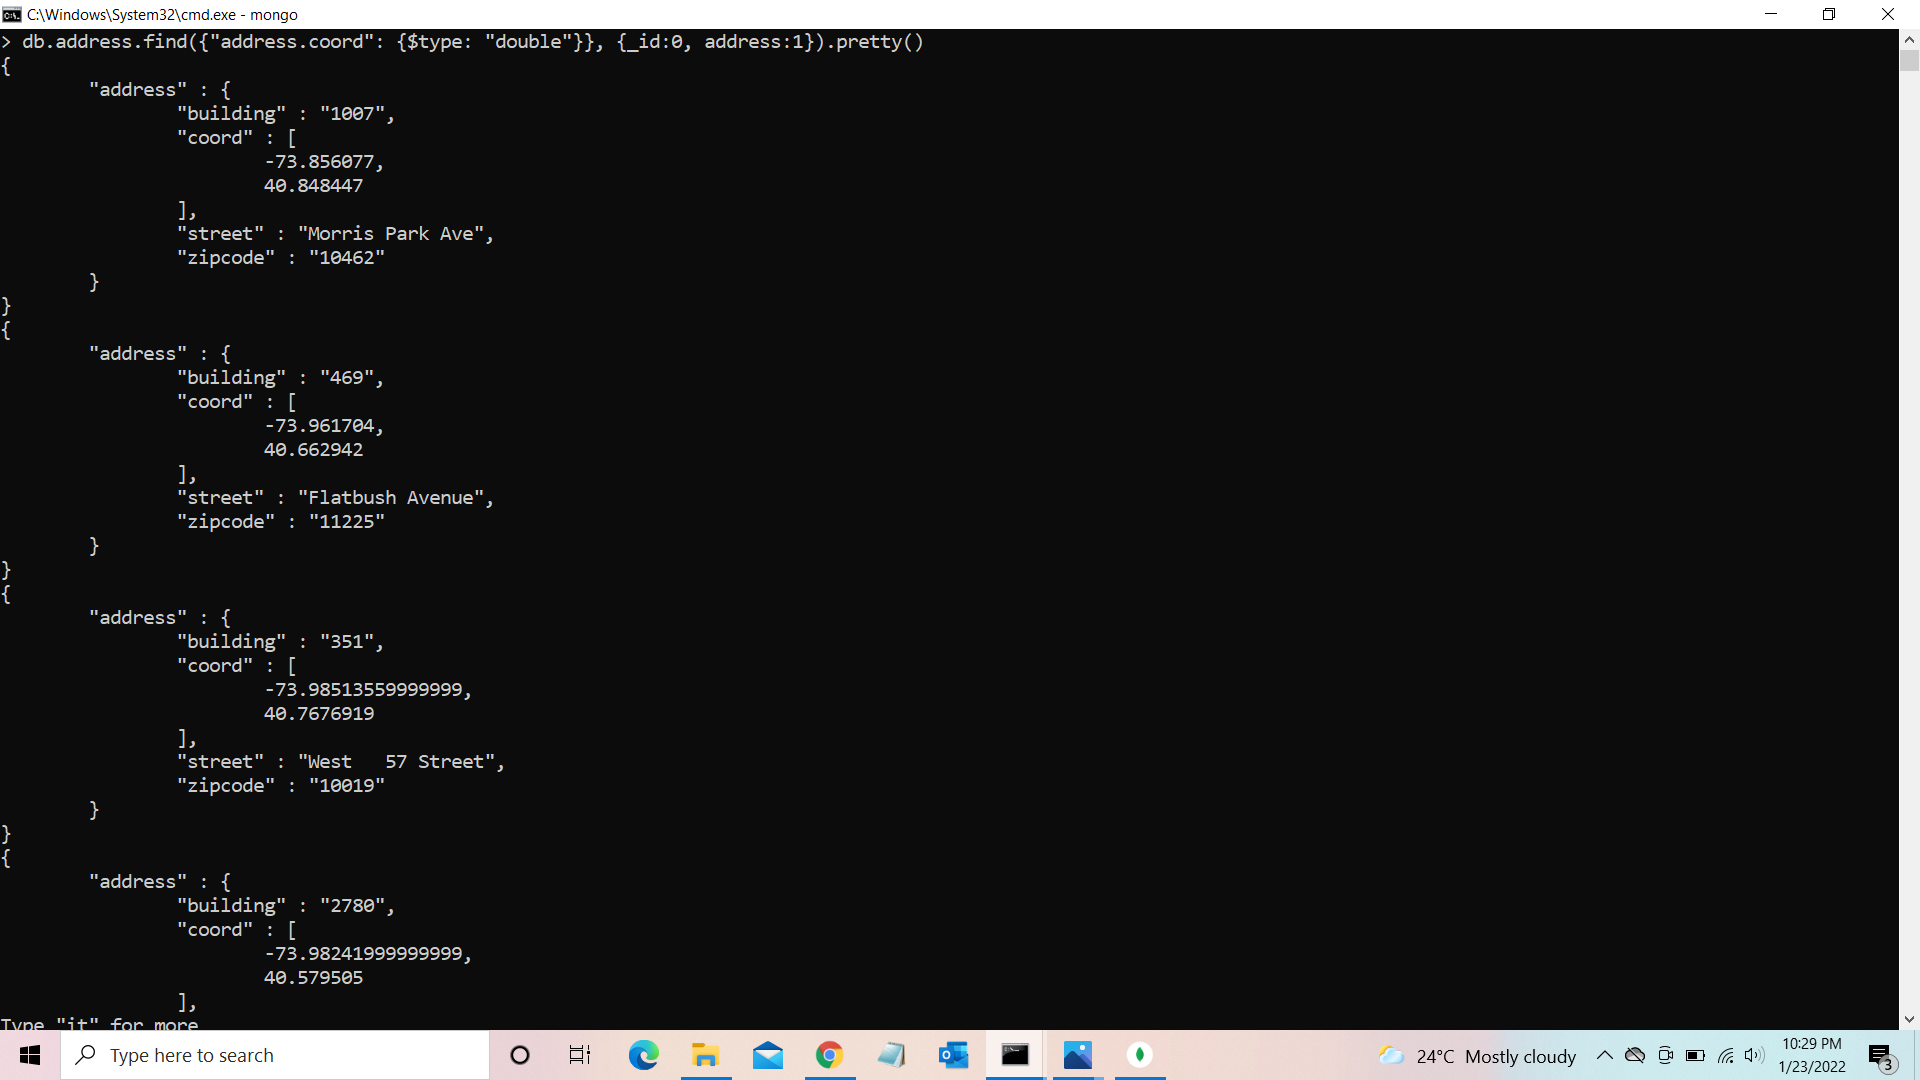 C:\Windows\System32\cmd.exe - mongo
> db.address.find({"address.coord": {$type: "double"}}, {_id:0, address:1}).pretty()
{
        "address" : {
                "building" : "1007",
                "coord" : [
                        -73.856077,
                        40.848447
                ],
                "street" : "Morris Park Ave",
                "zipcode" : "10462"
        }
}
{
        "address" : {
                "building" : "469",
                "coord" : [
                        -73.961704,
                        40.662942
                ],
                "street" : "Flatbush Avenue",
                "zipcode" : "11225"
        }
}
{
        "address" : {
                "building" : "351",
                "coord" : [
                        -73.98513559999999,
                        40.7676919
                ],
                "street" : "West   57 Street",
                "zipcode" : "10019"
        }
}
{
        "address" : {
                "building" : "2780",
                "coord" : [
                        -73.98241999999999,
                        40.579505
                ],
Type "it" for more
Type here to search
24°C Mostly cloudy
10:29 PM
1/23/2022
3